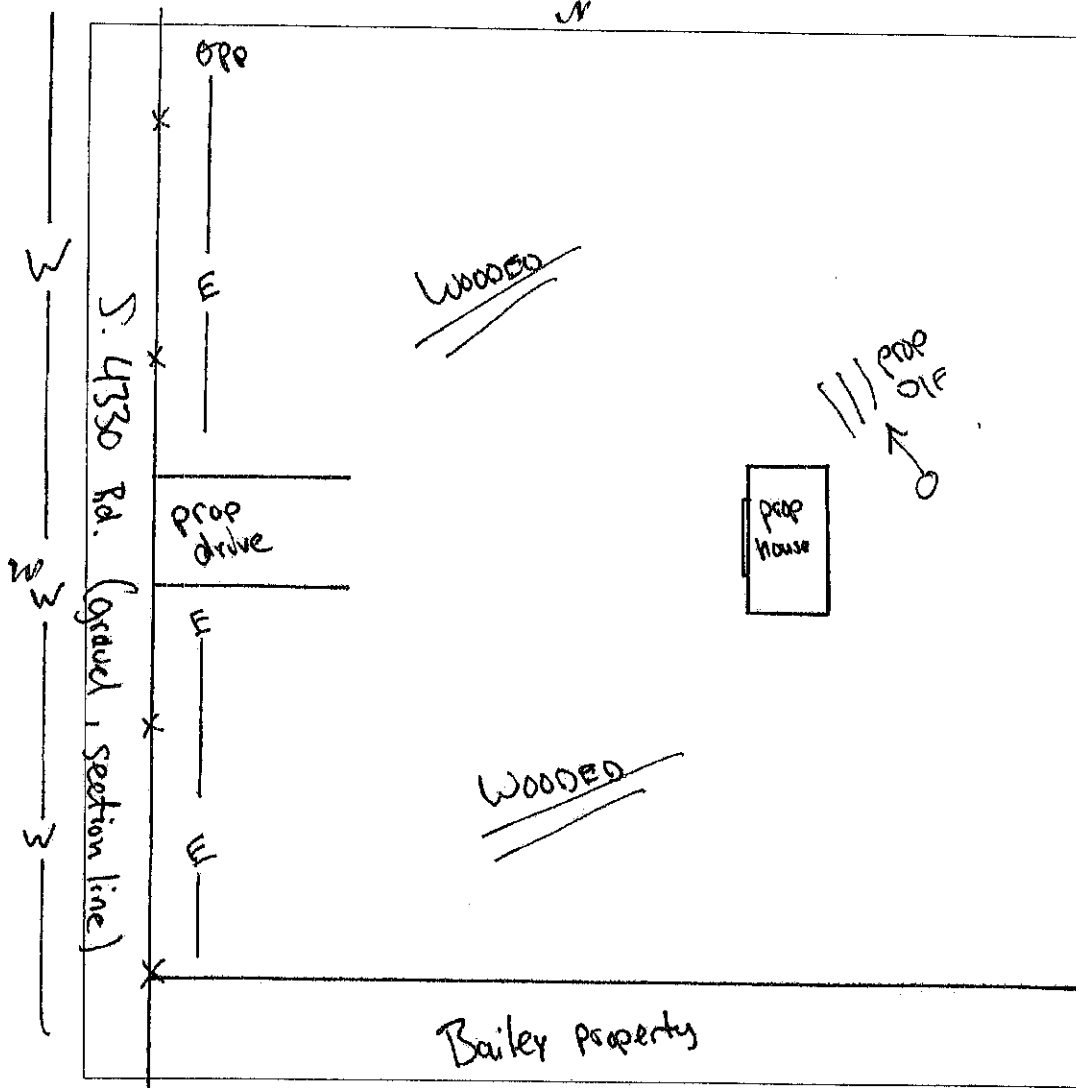 N
OPP
W
E
WOODED
S. 4330 Rd. (gravel, section line)
prop
O/F
prop
drive
prop
house
W
W
E
WOODED
W
E
Bailey property